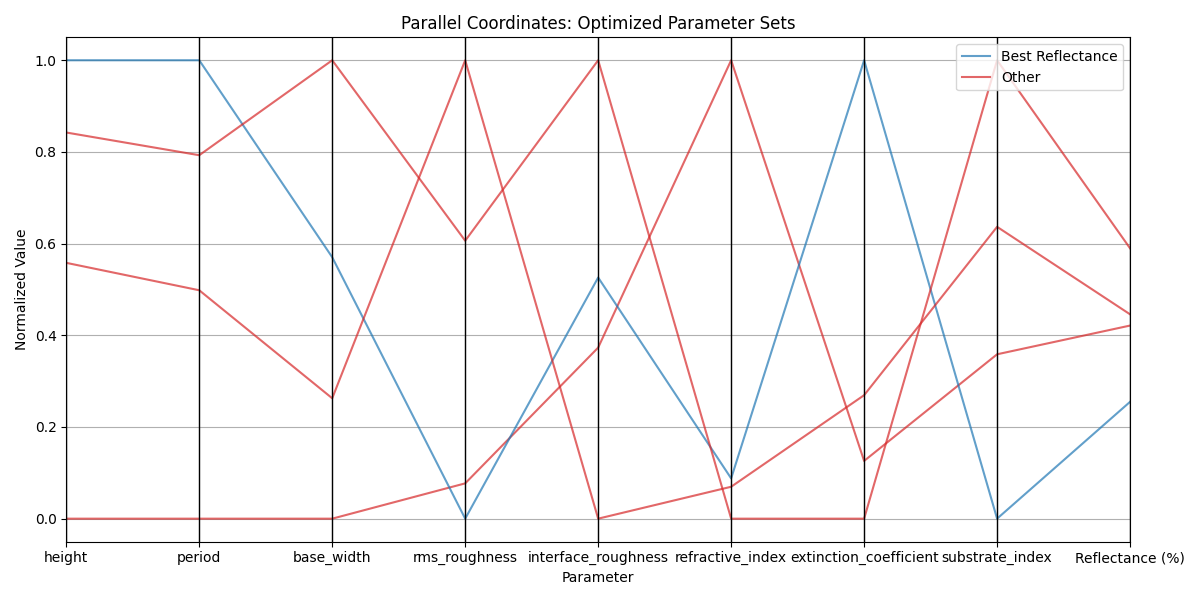 Parallel Coordinates: Optimized Parameter Sets
Best Reflectance
Other
1.0
0.8
0.6
0.4
0.2
0.0
Normalized Value
height period base_width rms_roughness interface_roughness refractive_index extinction_coefficient substrate_index Reflectance (%)
Parameter